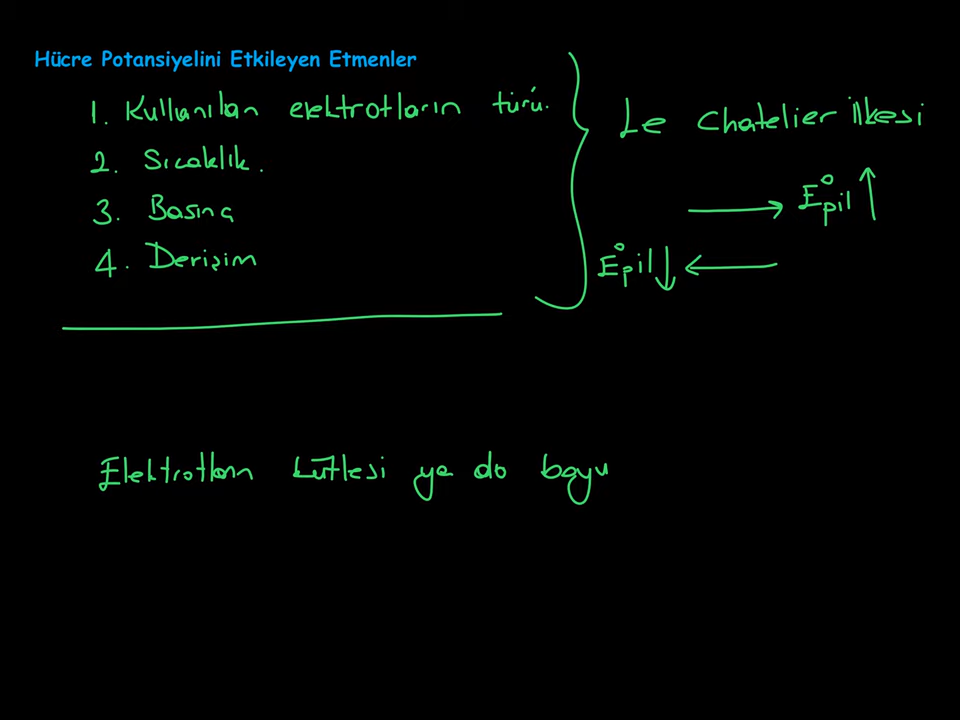 Hücre Potansiyelini Etkileyen Etmenler
1. Kullanılan elektrotların türü.
2. Sıcaklık.
3. Basınç
4. Derişim
Le Chatelier İlkesi
→ E°pil ↑
E°pil ↓ ←
Elektrotların kütlesi ya da boyu